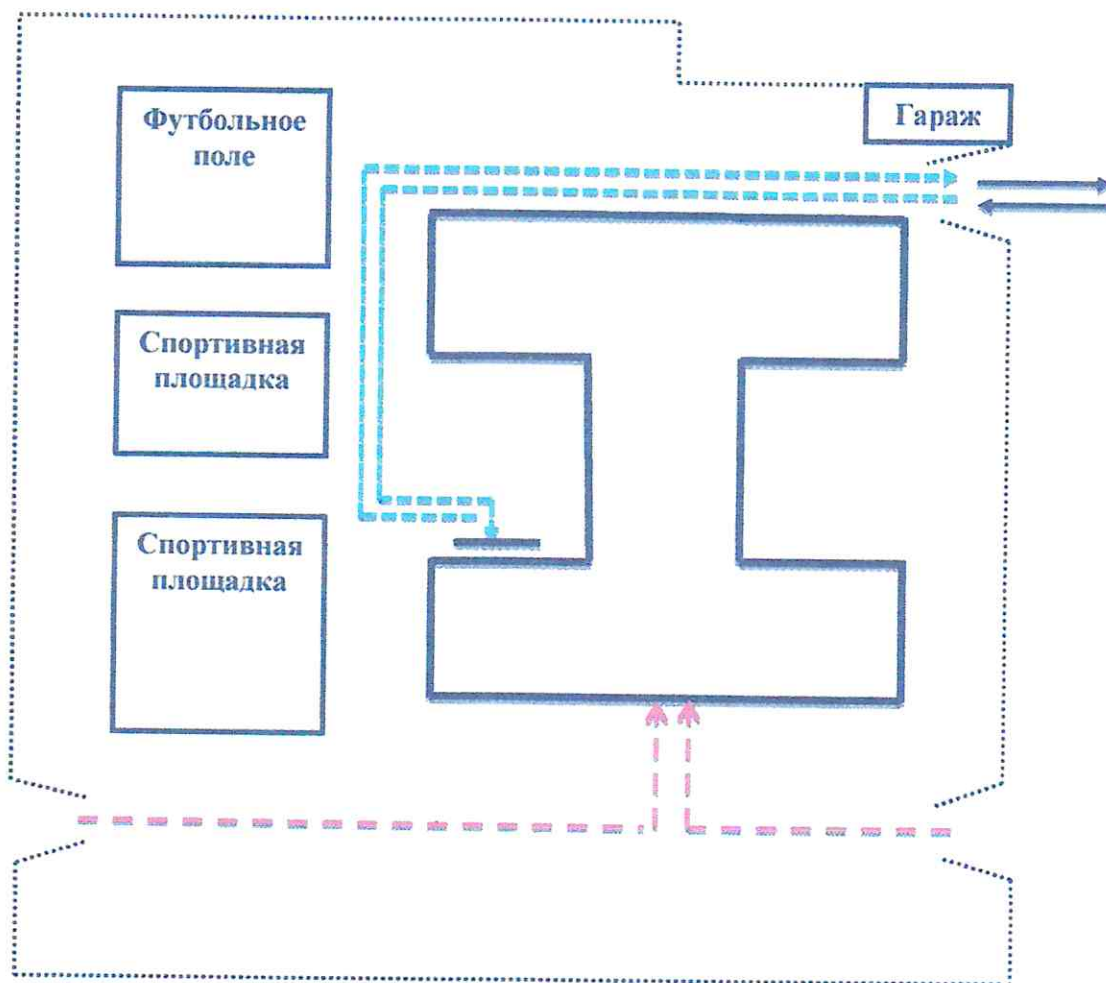 Футбольное
поле
Гараж
Спортивная
площадка
Спортивная
площадка